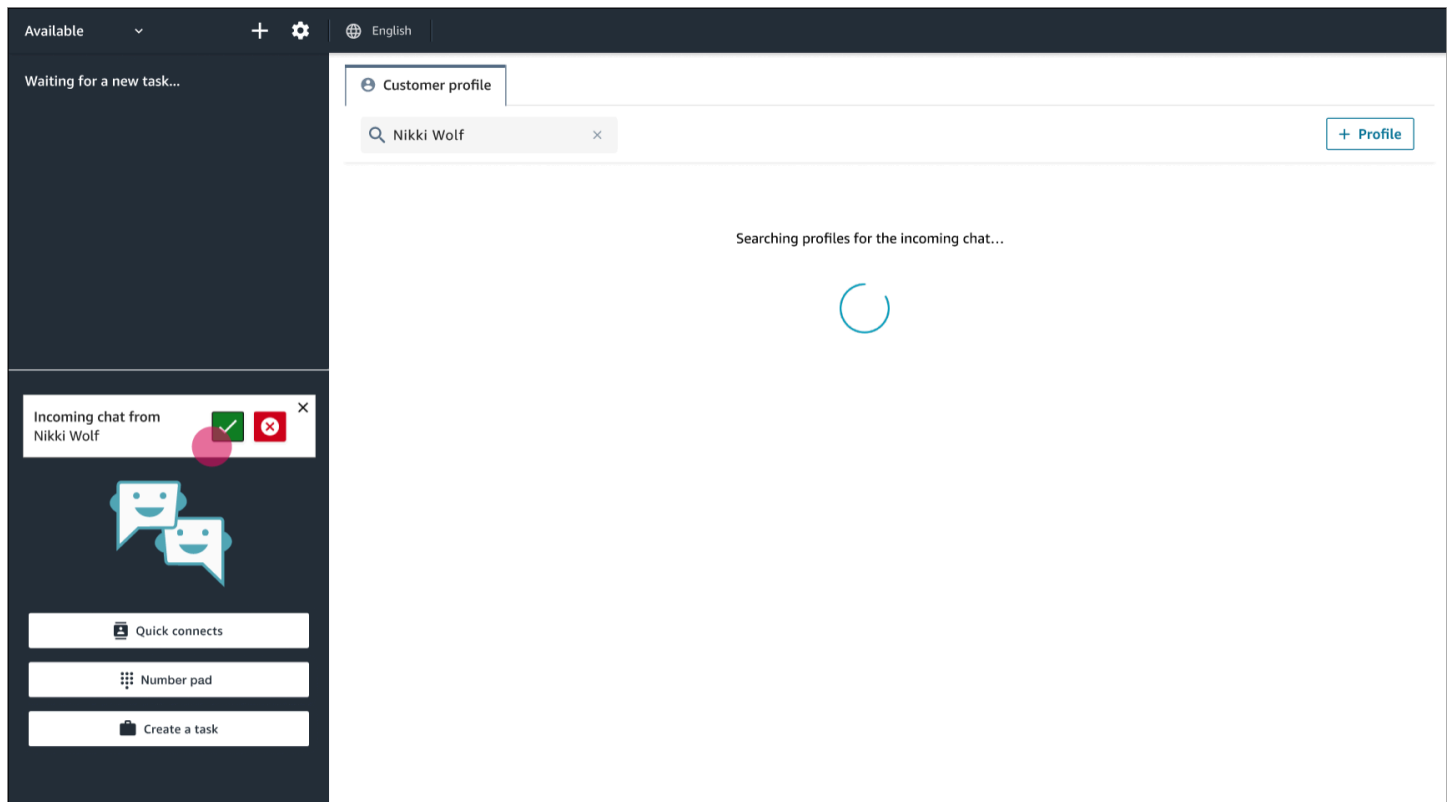 Available
English
Waiting for a new task...
Customer profile
Nikki Wolf
+ Profile
Searching profiles for the incoming chat...
Incoming chat from
Nikki Wolf
Quick connects
Number pad
Create a task